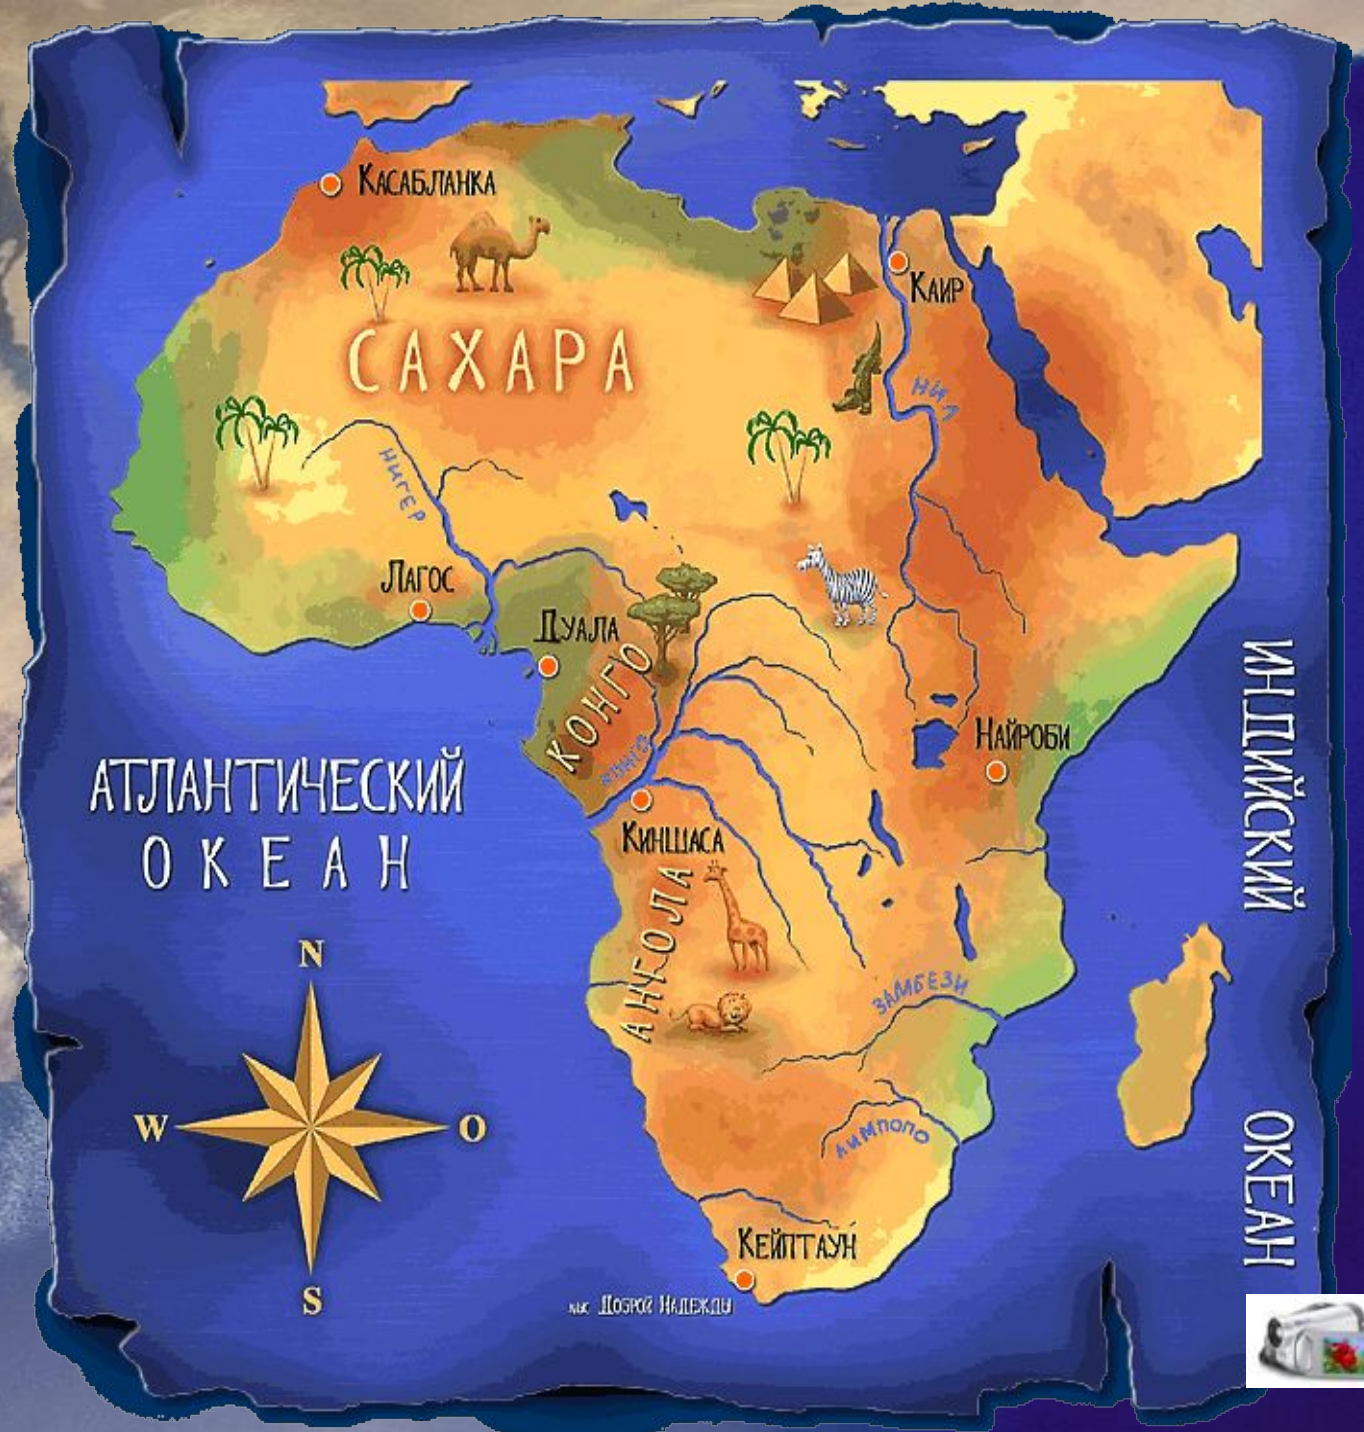 КАСАБЛАНКА
КАИР
САХАРА
НИЛ
НИГЕР
ЛАГОС
ДУАЛА
КОНГО
КОНГО
НАЙРОБИ
ИНДИЙСКИЙ
ОКЕАН
АТЛАНТИЧЕСКИЙ
ОКЕАН
КИНШАСА
АНГОЛА
ЗАМБЕЗИ
N
W
O
S
ЛИМПОПО
КЕЙПТАУН
мыс ДОБРОЙ НАДЕЖДЫ